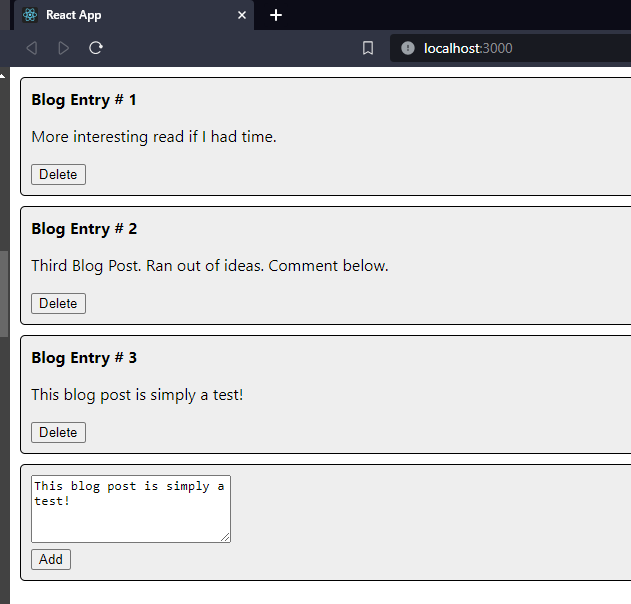 React App
localhost:3000
Blog Entry # 1
More interesting read if I had time.
Delete
Blog Entry # 2
Third Blog Post. Ran out of ideas. Comment below.
Delete
Blog Entry # 3
This blog post is simply a test!
Delete
This blog post is simply a
test!
Add